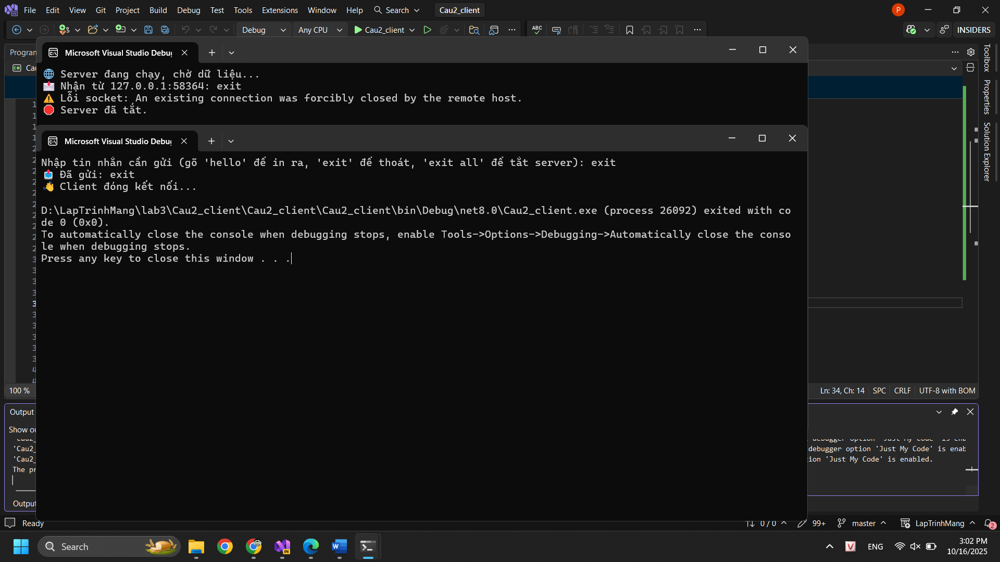 File Edit View Git Project Build Debug Test Tools Extensions Window Help Search Cau2_client P
Debug Any CPU Cau2_client INSIDERS
Microsoft Visual Studio Debug
🌐 Server đang chạy, chờ dữ liệu...
📩 Nhận từ 127.0.0.1:58364: exit
⚠️ Lỗi socket: An existing connection was forcibly closed by the remote host.
🛑 Server đã tắt.
Microsoft Visual Studio Debug
Nhập tin nhắn cần gửi (gõ 'hello' để in ra, 'exit' để thoát, 'exit all' để tắt server): exit
📤 Đã gửi: exit
👋 Client đóng kết nối...
D:\LapTrinhMang\lab3\Cau2_client\Cau2_client\Cau2_client\bin\Debug\net8.0\Cau2_client.exe (process 26092) exited with co
de 0 (0x0).
To automatically close the console when debugging stops, enable Tools->Options->Debugging->Automatically close the conso
le when debugging stops.
Press any key to close this window . . .
Toolbox
Properties
Solution Explorer
100 %
Ln: 34, Ch: 14 SPC CRLF UTF-8 with BOM
Output
Show ou
'Cau2_ debugger option 'Just My Code' is enab
'Cau2_ tion 'Just My Code' is enabled.
The pr
Output
Ready 0 / 0 99+ master LapTrinhMang 2
Search ENG 3:02 PM
10/16/2025